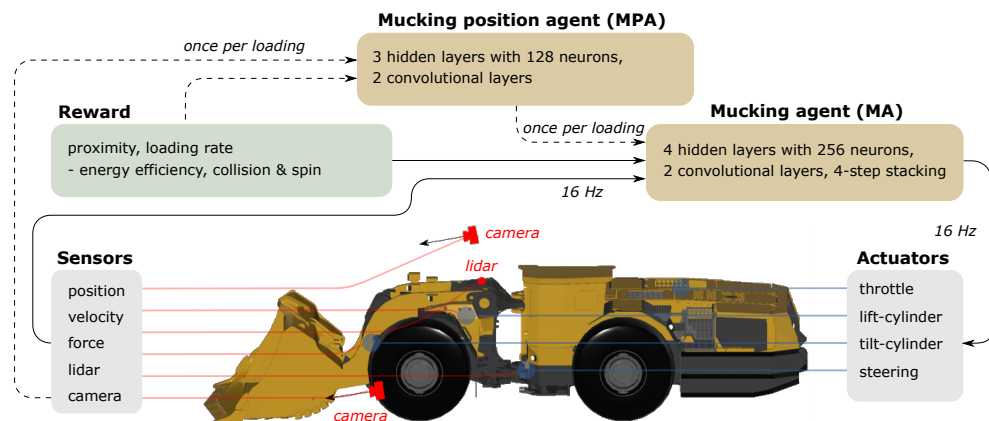 Mucking position agent (MPA)
once per loading
3 hidden layers with 128 neurons,
2 convolutional layers
Reward
proximity, loading rate
- energy efficiency, collision & spin
once per loading
Mucking agent (MA)
4 hidden layers with 256 neurons,
2 convolutional layers, 4-step stacking
16 Hz
16 Hz
camera
lidar
Sensors
position
velocity
force
lidar
camera
camera
Actuators
throttle
lift-cylinder
tilt-cylinder
steering